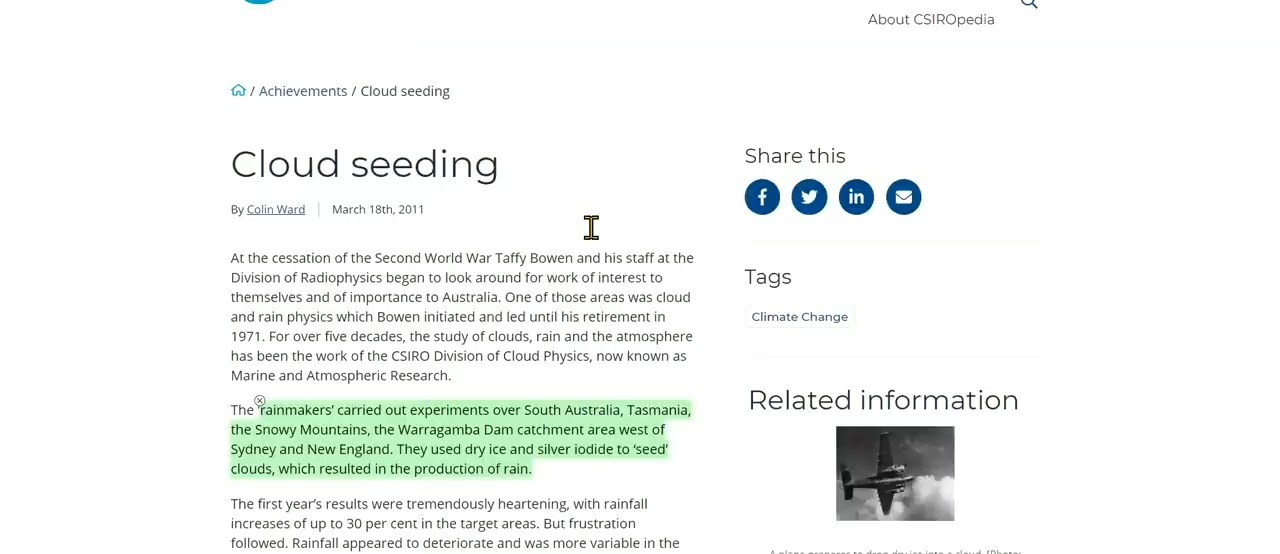 About CSIROpedia
/ Achievements / Cloud seeding
Cloud seeding
By Colin Ward | March 18th, 2011
At the cessation of the Second World War Taffy Bowen and his staff at the
Division of Radiophysics began to look around for work of interest to
themselves and of importance to Australia. One of those areas was cloud
and rain physics which Bowen initiated and led until his retirement in
1971. For over five decades, the study of clouds, rain and the atmosphere
has been the work of the CSIRO Division of Cloud Physics, now known as
Marine and Atmospheric Research.
The ‘rainmakers’ carried out experiments over South Australia, Tasmania,
the Snowy Mountains, the Warragamba Dam catchment area west of
Sydney and New England. They used dry ice and silver iodide to ‘seed’
clouds, which resulted in the production of rain.
The first year’s results were tremendously heartening, with rainfall
increases of up to 30 per cent in the target areas. But frustration
followed. Rainfall appeared to deteriorate and was more variable in the
Share this
Tags
Climate Change
Related information
A plane prepares to drop dry ice into a cloud. [Photo: